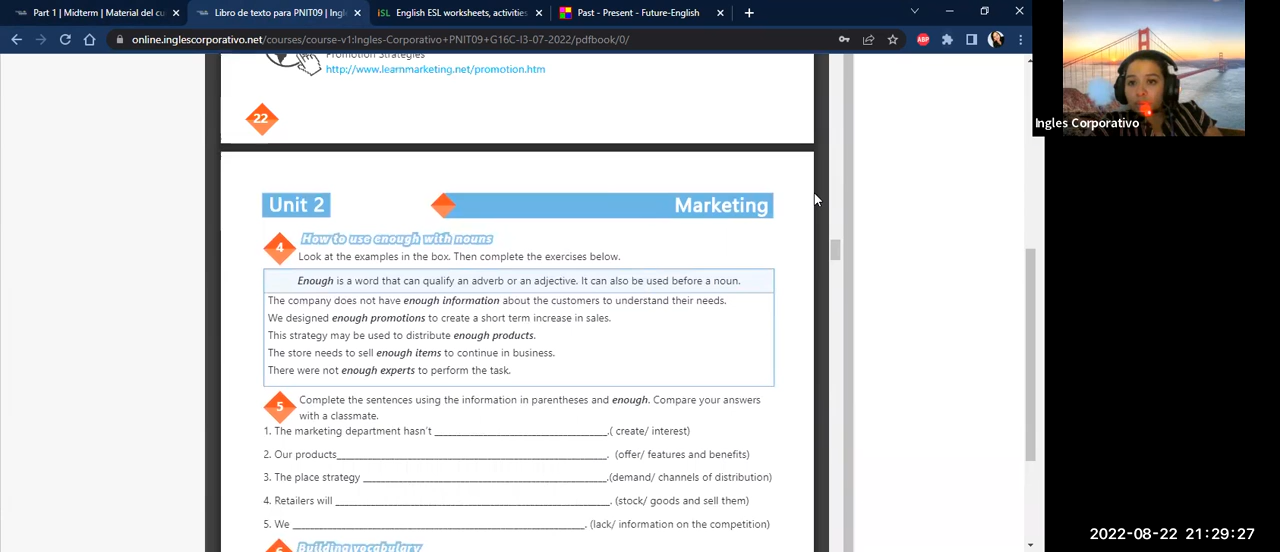 Part 1 | Midterm | Material del cu
Libro de texto para PNIT09 | Ingl
English ESL worksheets, activities
Past - Present - Future-English
online.inglescorporativo.net/courses/course-v1:Ingles-Corporativo+PNIT09+G16C-I3-07-2022/pdfbook/0/
ABP
Promotion Strategies
http://www.learnmarketing.net/promotion.htm
22
Ingles Corporativo
Unit 2
Marketing
4
How to use enough with nouns
Look at the examples in the box. Then complete the exercises below.
Enough is a word that can qualify an adverb or an adjective. It can also be used before a noun.
The company does not have enough information about the customers to understand their needs.
We designed enough promotions to create a short term increase in sales.
This strategy may be used to distribute enough products.
The store needs to sell enough items to continue in business.
There were not enough experts to perform the task.
5
Complete the sentences using the information in parentheses and enough. Compare your answers
with a classmate.
1. The marketing department hasn't ___________________________________.( create/ interest)
2. Our products_______________________________________________________. (offer/ features and benefits)
3. The place strategy _________________________________________________.(demand/ channels of distribution)
4. Retailers will _______________________________________________________. (stock/ goods and sell them)
5. We ___________________________________________________________. (lack/ information on the competition)
6
Building vocabulary
2022-08-22 21:29:27